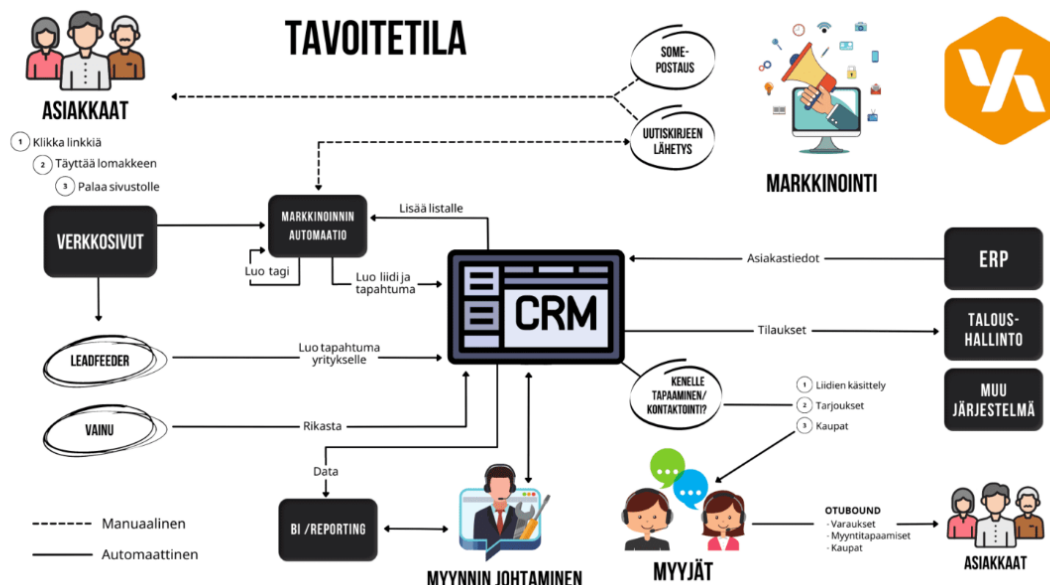 TAVOITETILA
SOME-
POSTAUS
ASIAKKAAT
1 Klikka linkkiä
2 Täyttää lomakkeen
3 Palaa sivustolle
UUTISKIRJEEN
LÄHETYS
MARKKINOINTI
VERKKOSIVUT
MARKKINOINNIN
AUTOMAATIO
Lisää listalle
Luo tagi
Luo liidi ja
tapahtuma
CRM
Asiakastiedot
ERP
Tilaukset
TALOUS-
HALLINTO
LEADFEEDER
Luo tapahtuma
yritykselle
KENELLE
TAPAAMINEN/
KONTAKTOINTI?
1 Liidien käsittely
2 Tarjoukset
3 Kaupat
MUU
JÄRJESTELMÄ
VAINU
Rikasta
Data
BI /REPORTING
Manuaalinen
Automaattinen
MYYNNIN JOHTAMINEN
MYYJÄT
OTUBOUND
· Varaukset
· Myyntitapaamiset
· Kaupat
ASIAKKAAT